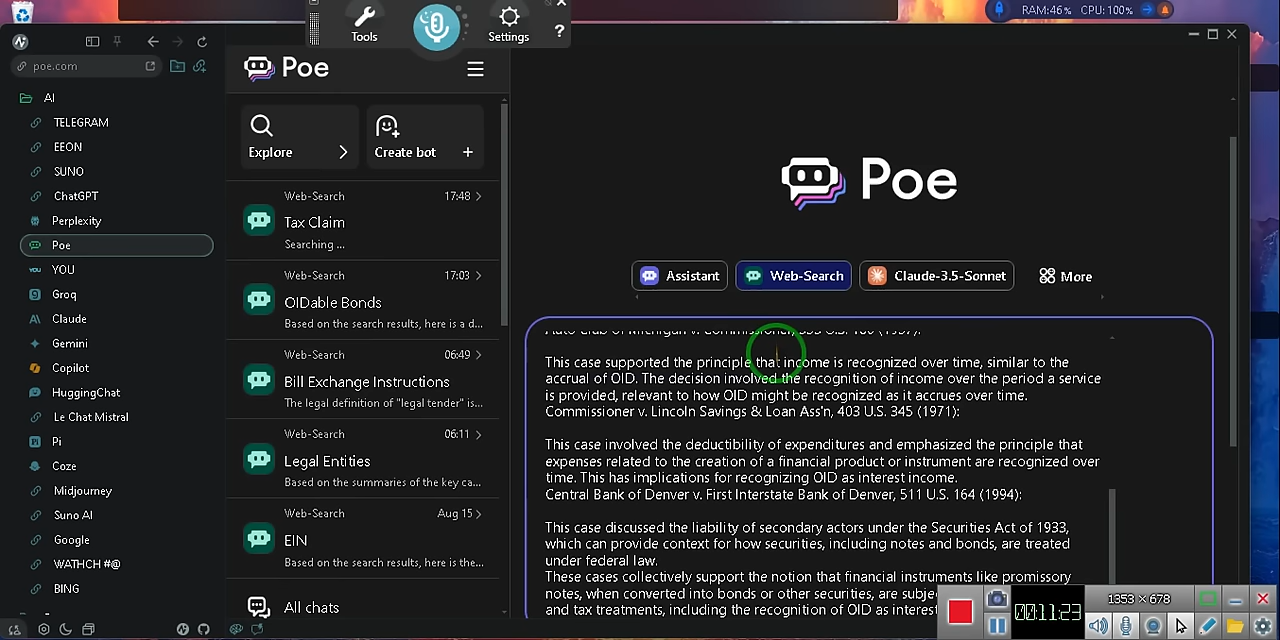 RAM:46% CPU: 100%
Tools
Settings
?
poe.com
AI
TELEGRAM
EEON
SUNO
ChatGPT
Perplexity
Poe
YOU
Groq
Claude
Gemini
Copilot
HuggingChat
Le Chat Mistral
Pi
Coze
Midjourney
Suno AI
Google
WATHCH #@
BING
Poe
Explore
Create bot +
Web-Search 17:48
Tax Claim
Searching ...
Web-Search 17:03
OIDable Bonds
Based on the search results, here is a d...
Web-Search 06:49
Bill Exchange Instructions
The legal definition of "legal tender" is...
Web-Search 06:11
Legal Entities
Based on the summaries of the key ca...
Web-Search Aug 15
EIN
Based on the search results, here is the...
All chats
Poe
Assistant
Web-Search
Claude-3.5-Sonnet
More
Auto Club of Michigan v. Commissioner, 353 U.S. 180 (1957):
This case supported the principle that income is recognized over time, similar to the
accrual of OID. The decision involved the recognition of income over the period a service
is provided, relevant to how OID might be recognized as it accrues over time.
Commissioner v. Lincoln Savings & Loan Ass'n, 403 U.S. 345 (1971):
This case involved the deductibility of expenditures and emphasized the principle that
expenses related to the creation of a financial product or instrument are recognized over
time. This has implications for recognizing OID as interest income.
Central Bank of Denver v. First Interstate Bank of Denver, 511 U.S. 164 (1994):
This case discussed the liability of secondary actors under the Securities Act of 1933,
which can provide context for how securities, including notes and bonds, are treated
under federal law.
These cases collectively support the notion that financial instruments like promissory
notes, when converted into bonds or other securities, are
and tax treatments, including the recognition of OID as interest
00:11:23
1353 × 678